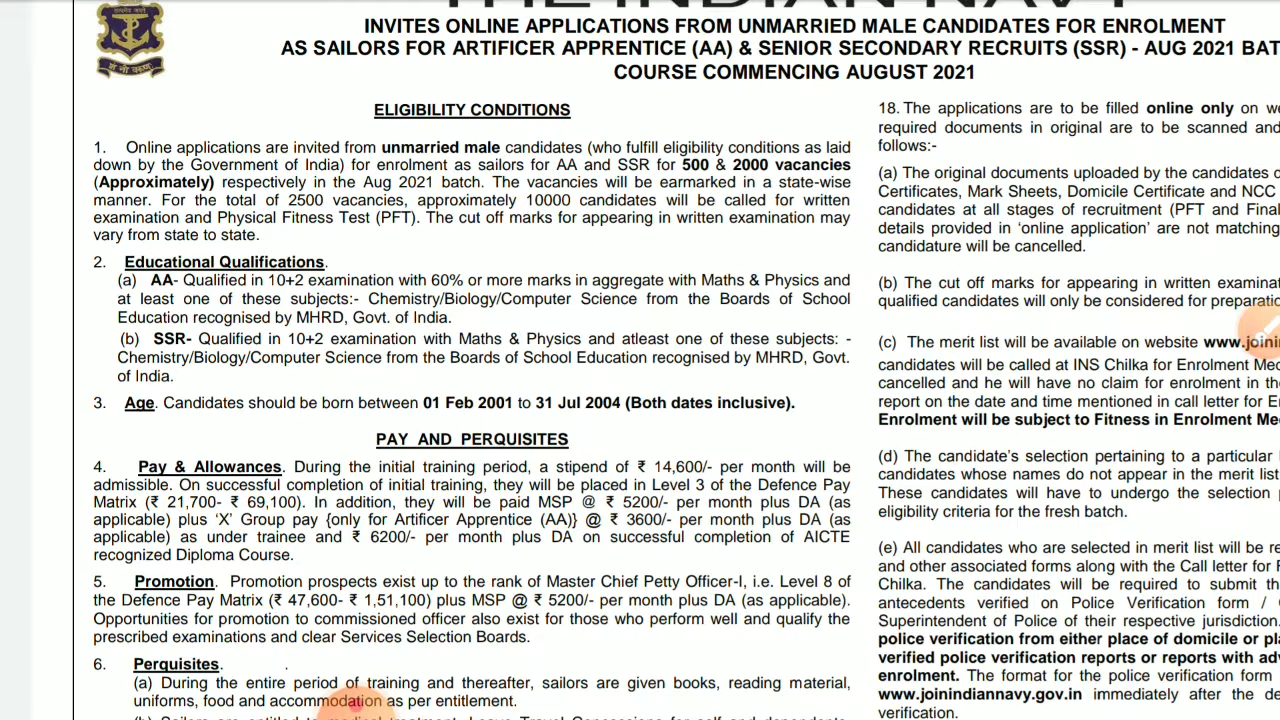 THE INDIAN NAVY
INVITES ONLINE APPLICATIONS FROM UNMARRIED MALE CANDIDATES FOR ENROLMENT
AS SAILORS FOR ARTIFICER APPRENTICE (AA) & SENIOR SECONDARY RECRUITS (SSR) - AUG 2021 BAT
COURSE COMMENCING AUGUST 2021
ELIGIBILITY CONDITIONS
1. Online applications are invited from unmarried male candidates (who fulfill eligibility conditions as laid
down by the Government of India) for enrolment as sailors for AA and SSR for 500 & 2000 vacancies
(Approximately) respectively in the Aug 2021 batch. The vacancies will be earmarked in a state-wise
manner. For the total of 2500 vacancies, approximately 10000 candidates will be called for written
examination and Physical Fitness Test (PFT). The cut off marks for appearing in written examination may
vary from state to state.
2. Educational Qualifications.
(a) AA- Qualified in 10+2 examination with 60% or more marks in aggregate with Maths & Physics and
at least one of these subjects:- Chemistry/Biology/Computer Science from the Boards of School
Education recognised by MHRD, Govt. of India.
(b) SSR- Qualified in 10+2 examination with Maths & Physics and atleast one of these subjects: -
Chemistry/Biology/Computer Science from the Boards of School Education recognised by MHRD, Govt.
of India.
3. Age. Candidates should be born between 01 Feb 2001 to 31 Jul 2004 (Both dates inclusive).
PAY AND PERQUISITES
4. Pay & Allowances. During the initial training period, a stipend of ₹ 14,600/- per month will be
admissible. On successful completion of initial training, they will be placed in Level 3 of the Defence Pay
Matrix (₹ 21,700- ₹ 69,100). In addition, they will be paid MSP @ ₹ 5200/- per month plus DA (as
applicable) plus ‘X’ Group pay {only for Artificer Apprentice (AA)} @ ₹ 3600/- per month plus DA (as
applicable) as under trainee and ₹ 6200/- per month plus DA on successful completion of AICTE
recognized Diploma Course.
5. Promotion. Promotion prospects exist up to the rank of Master Chief Petty Officer-I, i.e. Level 8 of
the Defence Pay Matrix (₹ 47,600- ₹ 1,51,100) plus MSP @ ₹ 5200/- per month plus DA (as applicable).
Opportunities for promotion to commissioned officer also exist for those who perform well and qualify the
prescribed examinations and clear Services Selection Boards.
6. Perquisites.
(a) During the entire period of training and thereafter, sailors are given books, reading material,
uniforms, food and accommodation as per entitlement.
(b) Sailors are entitled to medical treatment, Leave Travel Concessions for self and dependents,
18. The applications are to be filled online only on we
required documents in original are to be scanned and
follows:-
(a) The original documents uploaded by the candidates
Certificates, Mark Sheets, Domicile Certificate and NCC
candidates at all stages of recruitment (PFT and Final
details provided in ‘online application’ are not matching
candidature will be cancelled.
(b) The cut off marks for appearing in written examinat
qualified candidates will only be considered for preparatio
(c) The merit list will be available on website www.joini
candidates will be called at INS Chilka for Enrolment Med
cancelled and he will have no claim for enrolment in the
report on the date and time mentioned in call letter for E
Enrolment will be subject to Fitness in Enrolment Me
(d) The candidate’s selection pertaining to a particular
candidates whose names do not appear in the merit list
These candidates will have to undergo the selection
eligibility criteria for the fresh batch.
(e) All candidates who are selected in merit list will be re
and other associated forms along with the Call letter for
Chilka. The candidates will be required to submit th
antecedents verified on Police Verification form /
Superintendent of Police of their respective jurisdiction.
police verification from either place of domicile or pla
verified police verification reports or reports with adv
enrolment. The format for the police verification form
www.joinindiannavy.gov.in immediately after the de
verification.